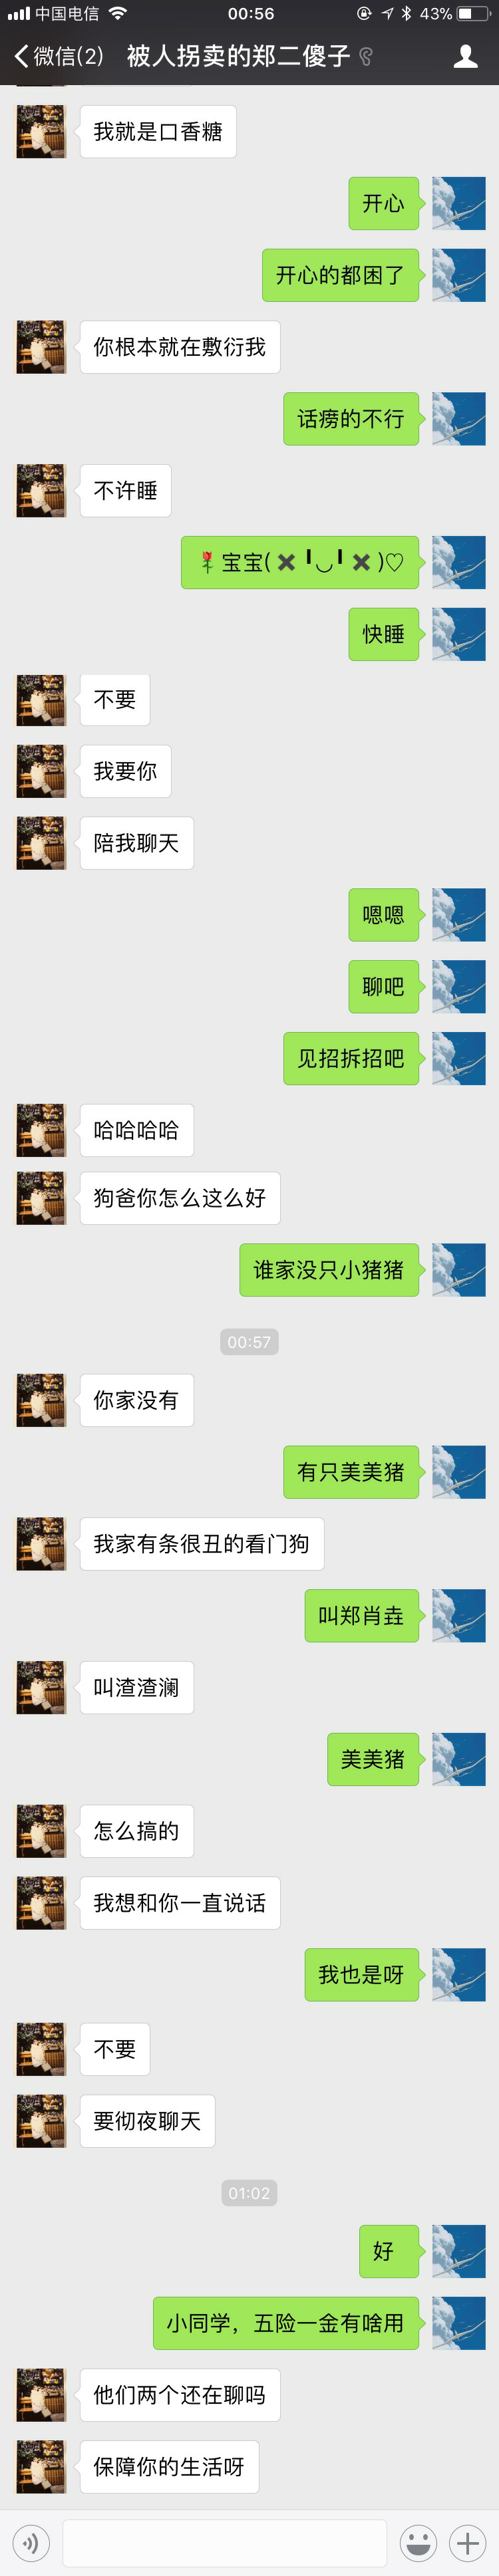 中国电信 00:56 43%
微信(2) 被人拐卖的郑二傻子
我就是口香糖
开心
开心的都困了
你根本就在敷衍我
话痨的不行
不许睡
🌹宝宝(✖╹◡╹✖)♡
快睡
不要
我要你
陪我聊天
嗯嗯
聊吧
见招拆招吧
哈哈哈哈
狗爸你怎么这么好
谁家没只小猪猪
00:57
你家没有
有只美美猪
我家有条很丑的看门狗
叫郑肖垚
叫渣渣澜
美美猪
怎么搞的
我想和你一直说话
我也是呀
不要
要彻夜聊天
01:02
好
小同学，五险一金有啥用
他们两个还在聊吗
保障你的生活呀